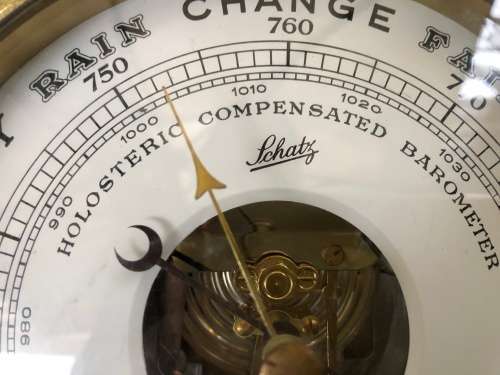 RAIN CHANGE
750 760
980 990 1000 1010 1020 1030
HOLOSTERIC COMPENSATED BAROMETER
Schatz